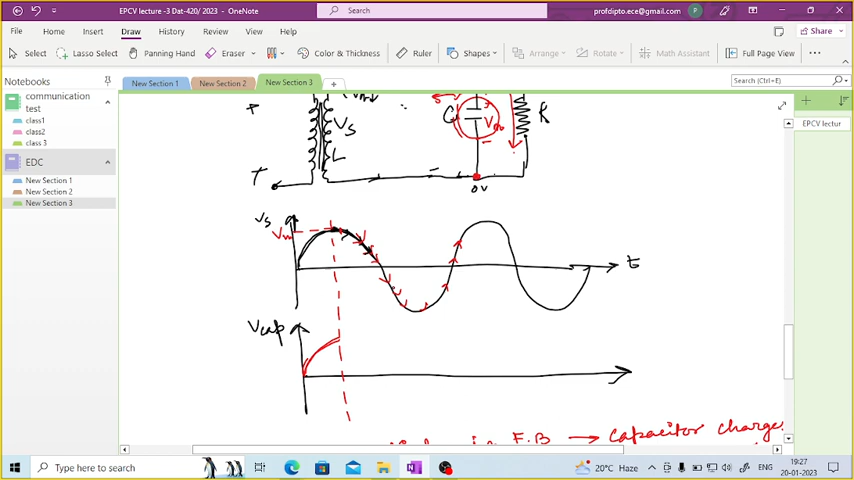 EPCV lecture -3 Dat-420/ 2023 - OneNote
Search
profdipto.ece@gmail.com P
File Home Insert Draw History Review View Help
Share
Select Lasso Select Panning Hand Eraser Color & Thickness Ruler Shapes Arrange Rotate Math Assistant Full Page View
Notebooks
New Section 1 New Section 2 New Section 3
Search (Ctrl+E)
communication
test
class1
class2
class 3
EDC
New Section 1
New Section 2
New Section 3
EPCV lectur
+
Vs
L
R
0V
Vs
Vm
t
Vcap
in F.B → capacitor charges
Type here to search
20°C Haze
ENG
19:27
20-01-2023